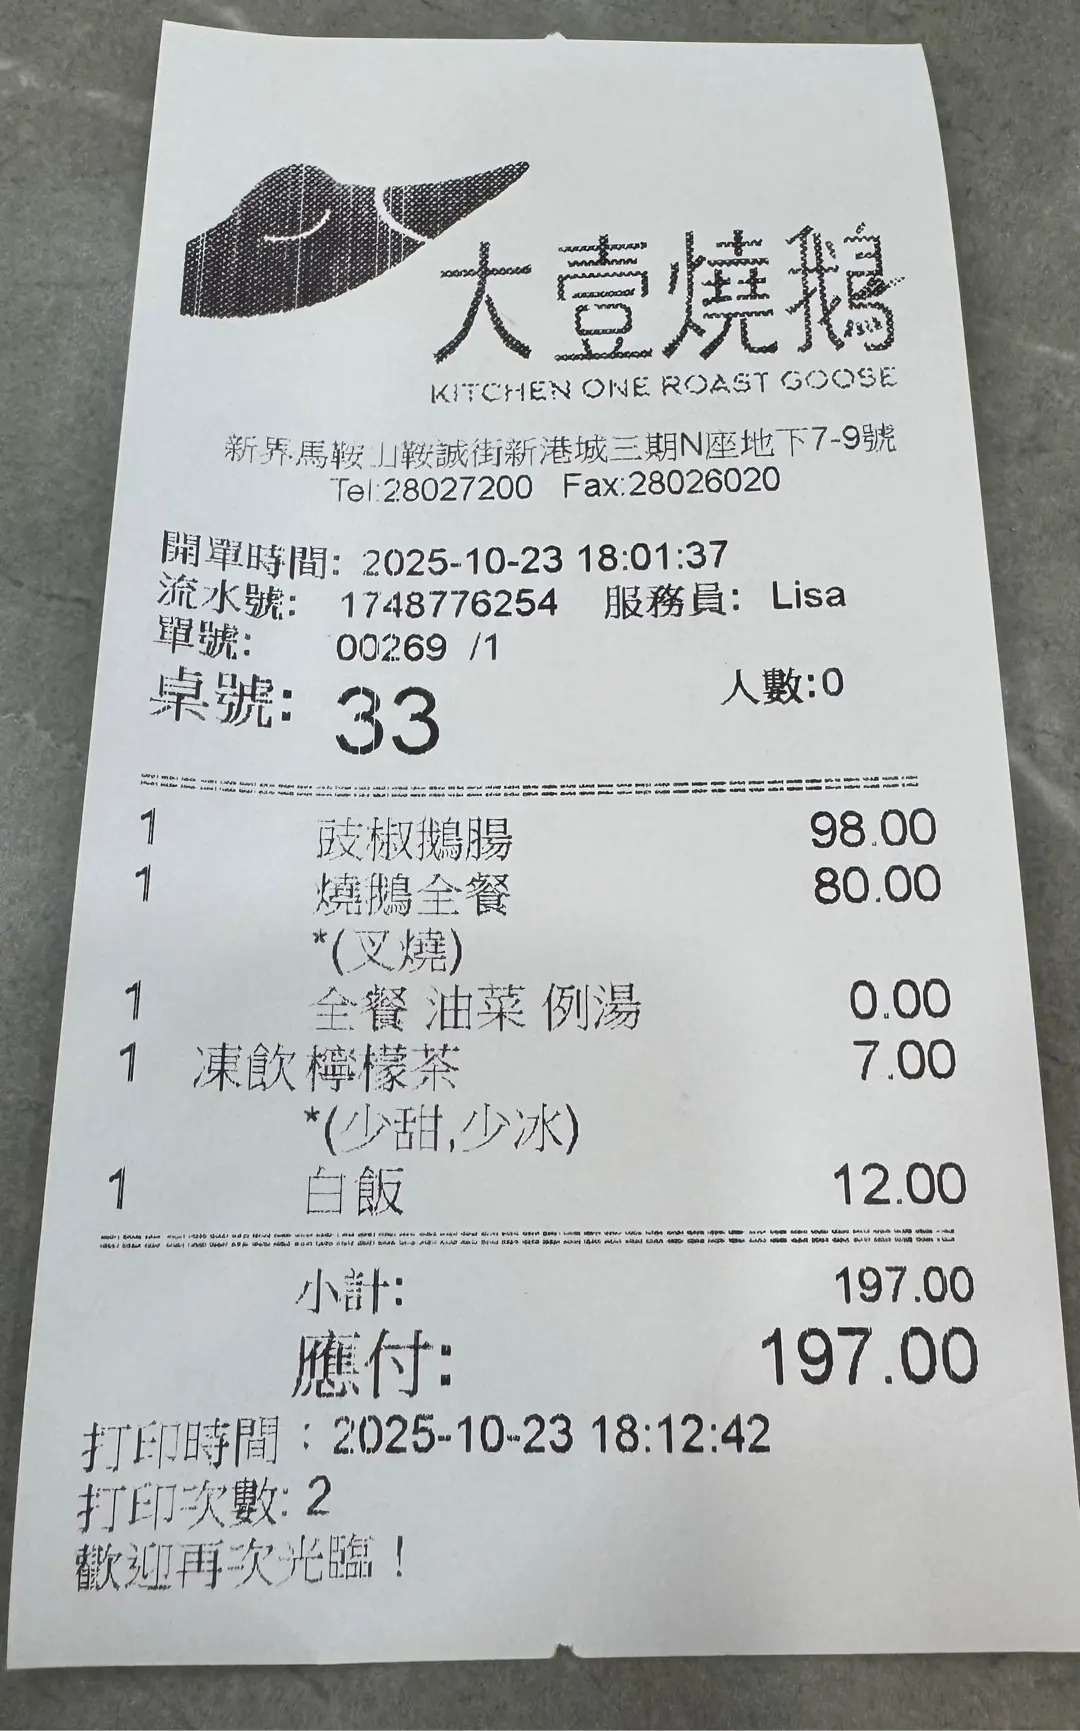 大壹燒鵝
KITCHEN ONE ROAST GOOSE
新界馬鞍山鞍誠街新港城三期N座地下7-9號
Tel:28027200 Fax:28026020
開單時間: 2025-10-23 18:01:37
流水號: 1748776254 服務員: Lisa
單號: 00269 /1
桌號: 33 人數:0
1 豉椒鵝腸 98.00
1 燒鵝全餐 80.00
*(叉燒)
1 全餐 油菜 例湯 0.00
1 凍飲 檸檬茶 7.00
*(少甜,少冰)
1 白飯 12.00
小計: 197.00
應付: 197.00
打印時間 : 2025-10-23 18:12:42
打印次數: 2
歡迎再次光臨！